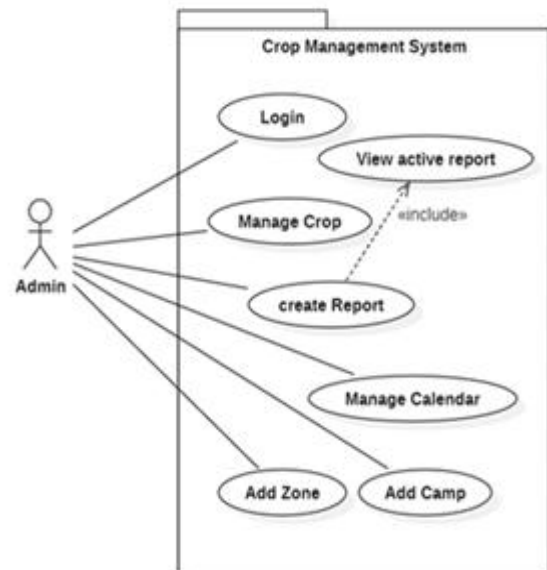 Crop Management System
Login
View active report
«include»
Manage Crop
Admin
create Report
Manage Calendar
Add Zone
Add Camp